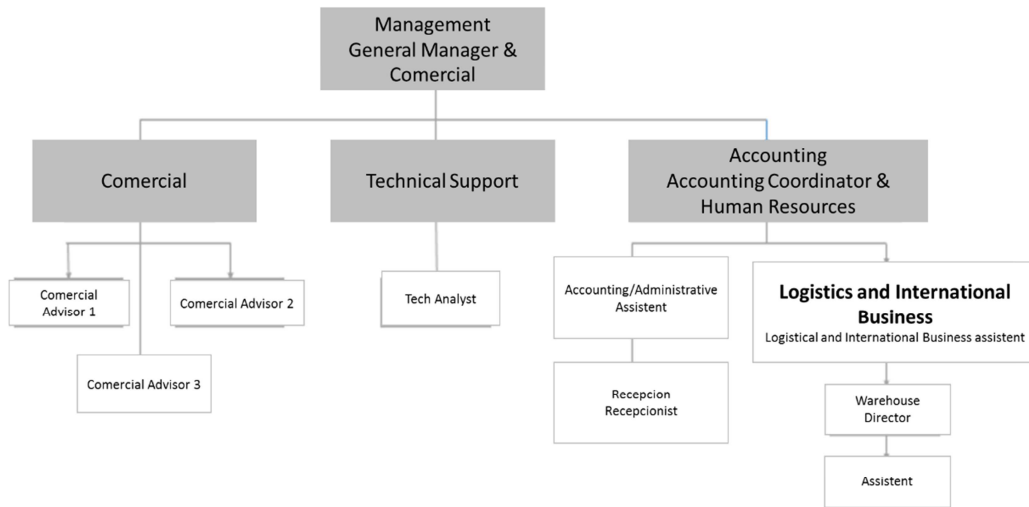 Management
General Manager &
Comercial
Comercial
Technical Support
Accounting
Accounting Coordinator &
Human Resources
Comercial
Advisor 1
Comercial Advisor 2
Comercial Advisor 3
Tech Analyst
Accounting/Administrative
Assistent
Recepcion
Recepcionist
Logistics and International
Business
Logistical and International Business assistent
Warehouse
Director
Assistent